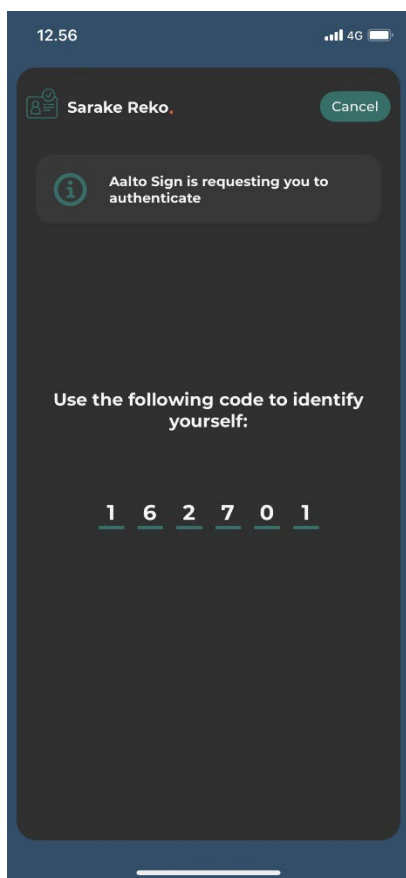 12.56
4G
Sarake Reko.
Cancel
Aalto Sign is requesting you to
authenticate
Use the following code to identify
yourself:
1 6 2 7 0 1